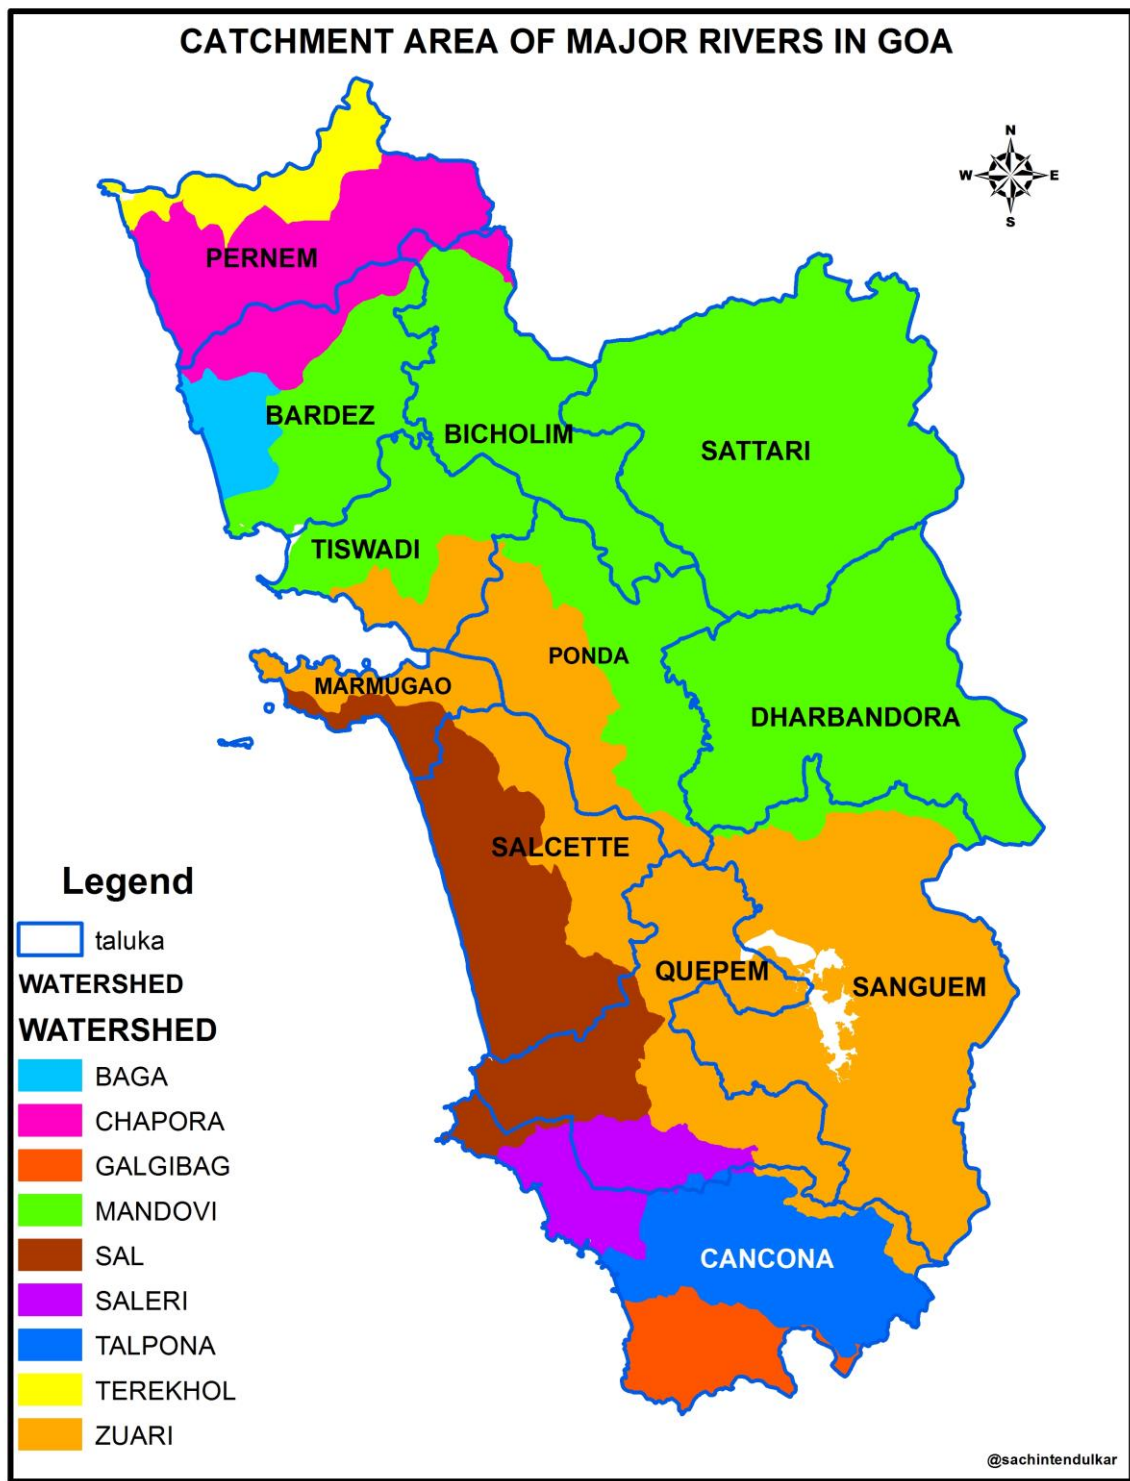 CATCHMENT AREA OF MAJOR RIVERS IN GOA
N
W E
S
PERNEM
BARDEZ
BICHOLIM
SATTARI
TISWADI
PONDA
MARMUGAO
DHARBANDORA
SALCETTE
QUEPEM
SANGUEM
CANCONA
Legend
taluka
WATERSHED
WATERSHED
BAGA
CHAPORA
GALGIBAG
MANDOVI
SAL
SALERI
TALPONA
TEREKHOL
ZUARI
@sachintendulkar